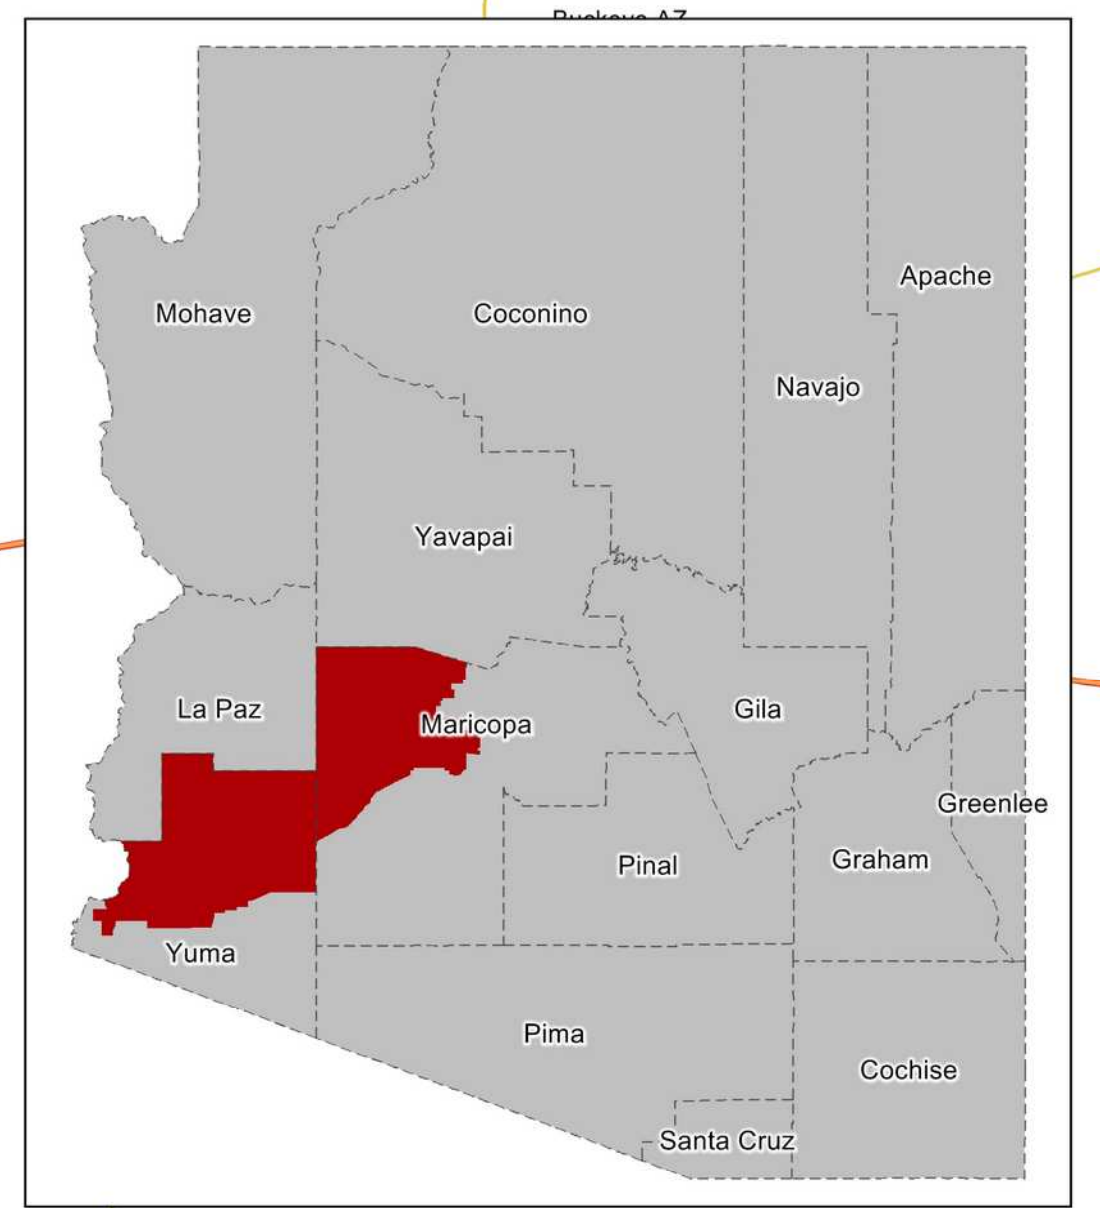 Apache
Mohave
Coconino
Navajo
Yavapai
La Paz
Maricopa
Gila
Greenlee
Pinal
Graham
Yuma
Pima
Cochise
Santa Cruz